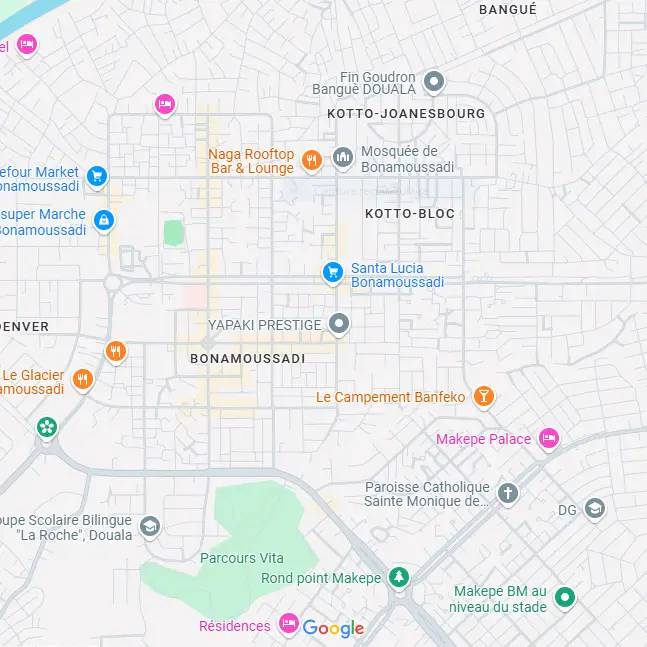 BANGUÉ
el
Fin Goudron
Banguè DOUALA
KOTTO-JOANESBOURG
Naga Rooftop
Bar & Lounge
Mosquée de
Bonamoussadi
efour Market
onamoussadi
KOTTO-BLOC
super Marche
Bonamoussadi
Santa Lucia
Bonamoussadi
YAPAKI PRESTIGE
DENVER
BONAMOUSSADI
Le Glacier
amoussadi
Le Campement Banfeko
Makepe Palace
Paroisse Catholique
Sainte Monique de...
DG
oupe Scolaire Bilingue
"La Roche", Douala
Parcours Vita
Rond point Makepe
Makepe BM au
niveau du stade
Résidences
Google